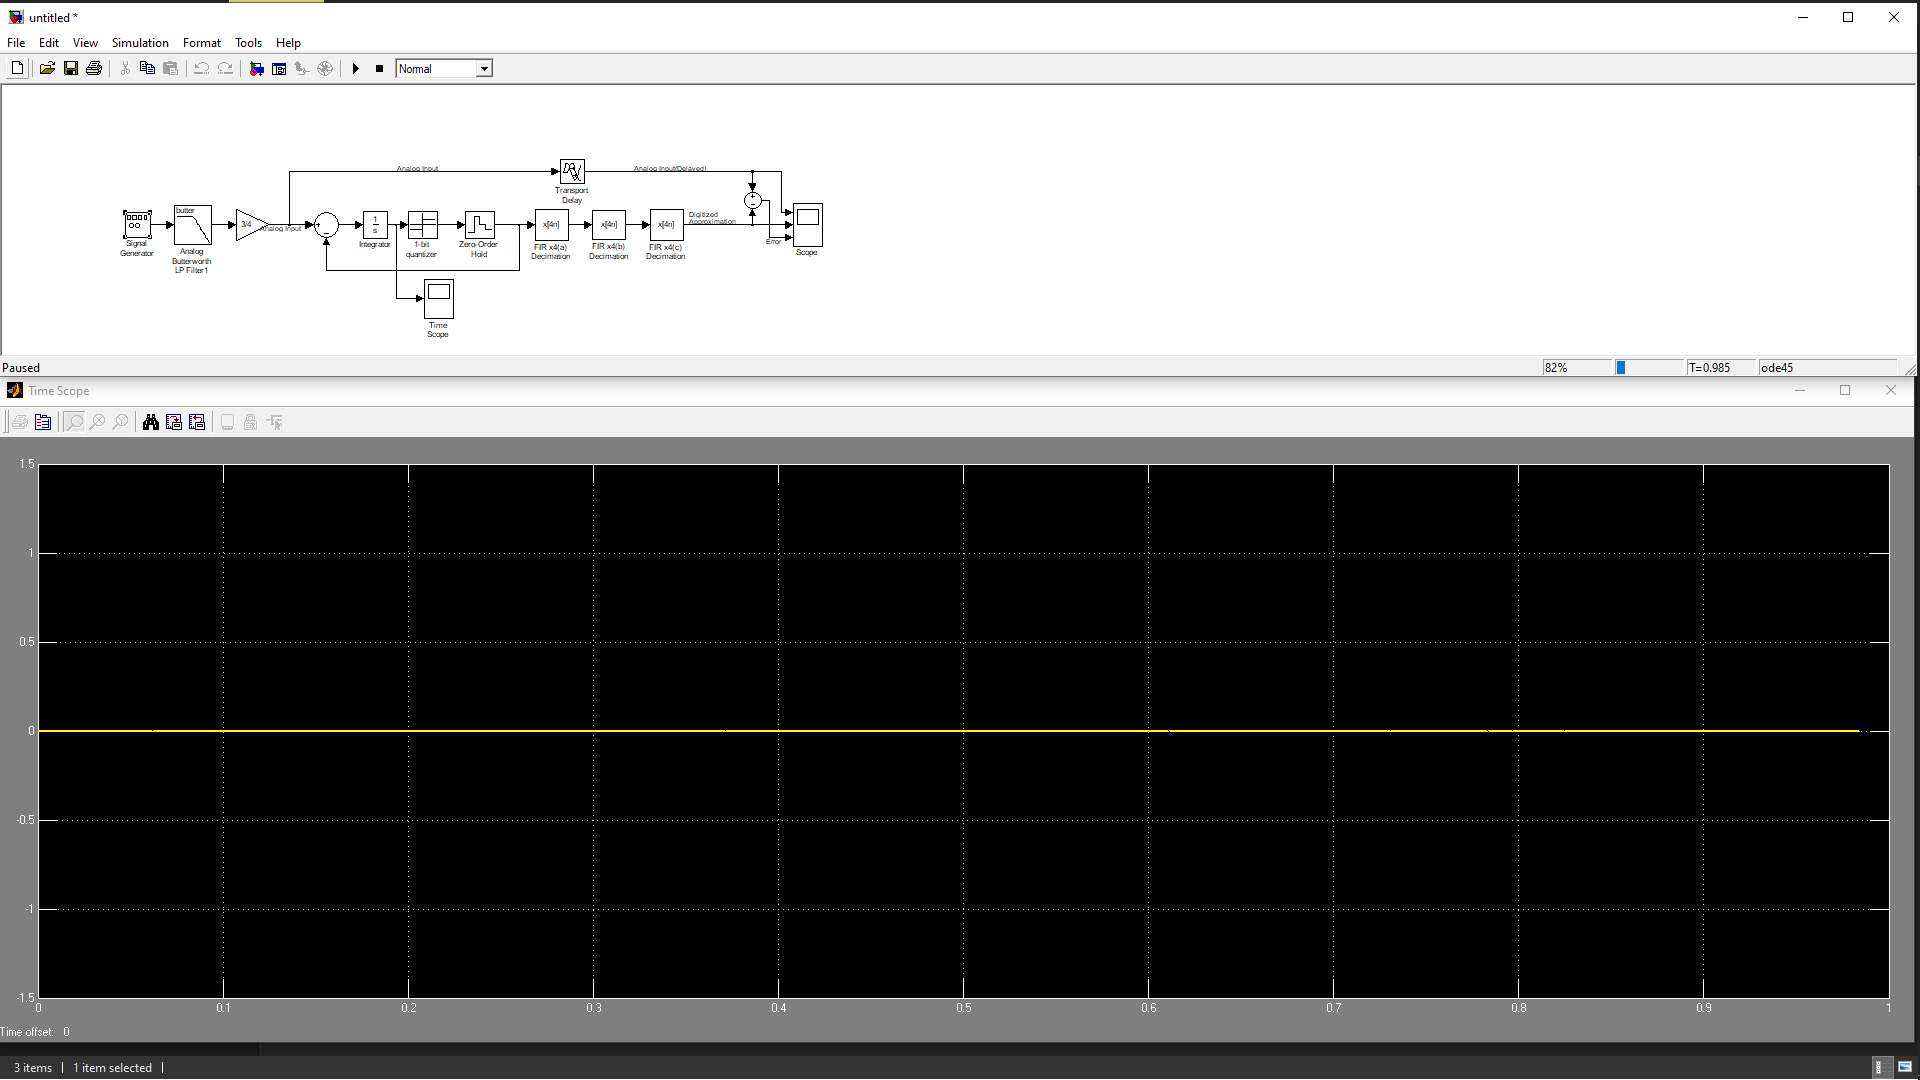 untitled *
File Edit View Simulation Format Tools Help
Normal
Analog Input
Analog Input(Delayed)
Transport
Delay
butter
3/4
Analog Input
1
s
x[4n]
x[4n]
x[4n]
Digitized
Approximation
Error
Signal
Generator
Analog
Butterworth
LP Filter1
Integrator
1-bit
quantizer
Zero-Order
Hold
FIR x4(a)
Decimation
FIR x4(b)
Decimation
FIR x4(c)
Decimation
Scope
Time
Scope
Paused 82% T=0.985 ode45
Time Scope
1.5
1
0.5
0
-0.5
-1
-1.5
0 0.1 0.2 0.3 0.4 0.5 0.6 0.7 0.8 0.9 1
Time offset: 0
3 items 1 item selected